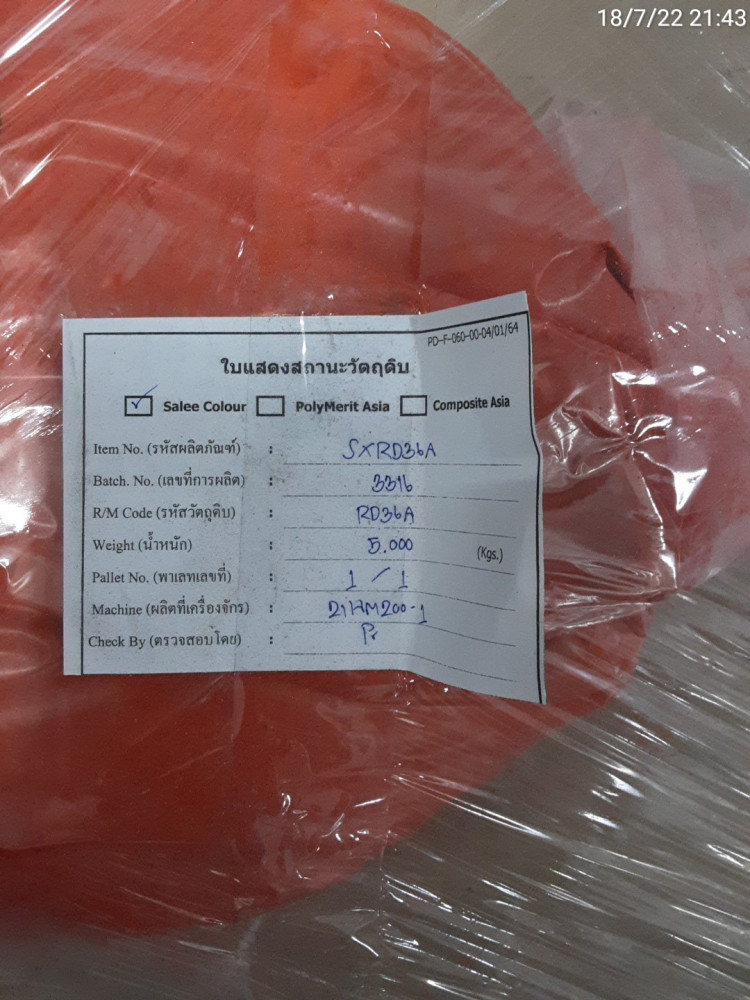 18/7/22 21:43
PD-F-060-00-04/01/64
ใบแสดงสถานะวัตถุดิบ
✓ Salee Colour PolyMerit Asia Composite Asia
Item No. (รหัสผลิตภัณฑ์) : SXRD36A
Batch. No. (เลขที่การผลิต) : 3316
R/M Code (รหัสวัตถุดิบ) : RD36A
Weight (น้ำหนัก) : 5.000 (Kgs.)
Pallet No. (พาเลทเลขที่) : 1 / 1
Machine (ผลิตที่เครื่องจักร) :
Check By (ตรวจสอบโดย) :